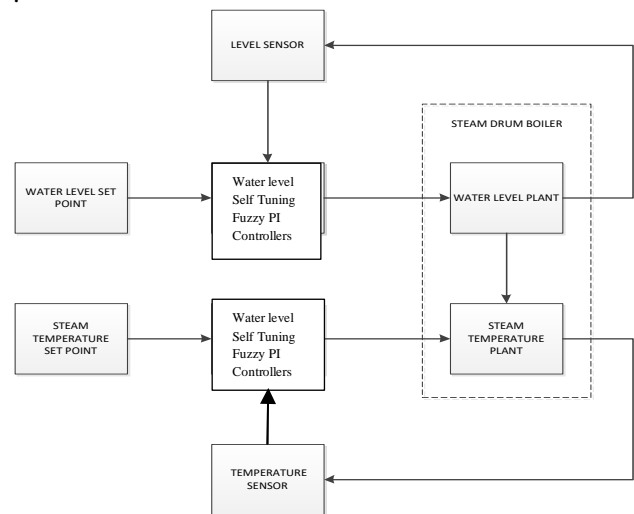 LEVEL SENSOR
STEAM DRUM BOILER
WATER LEVEL SET
POINT
Water level
Self Tuning
Fuzzy PI
Controllers
WATER LEVEL PLANT
STEAM
TEMPERATURE
SET POINT
Water level
Self Tuning
Fuzzy PI
Controllers
STEAM
TEMPERATURE
PLANT
TEMPERATURE
SENSOR